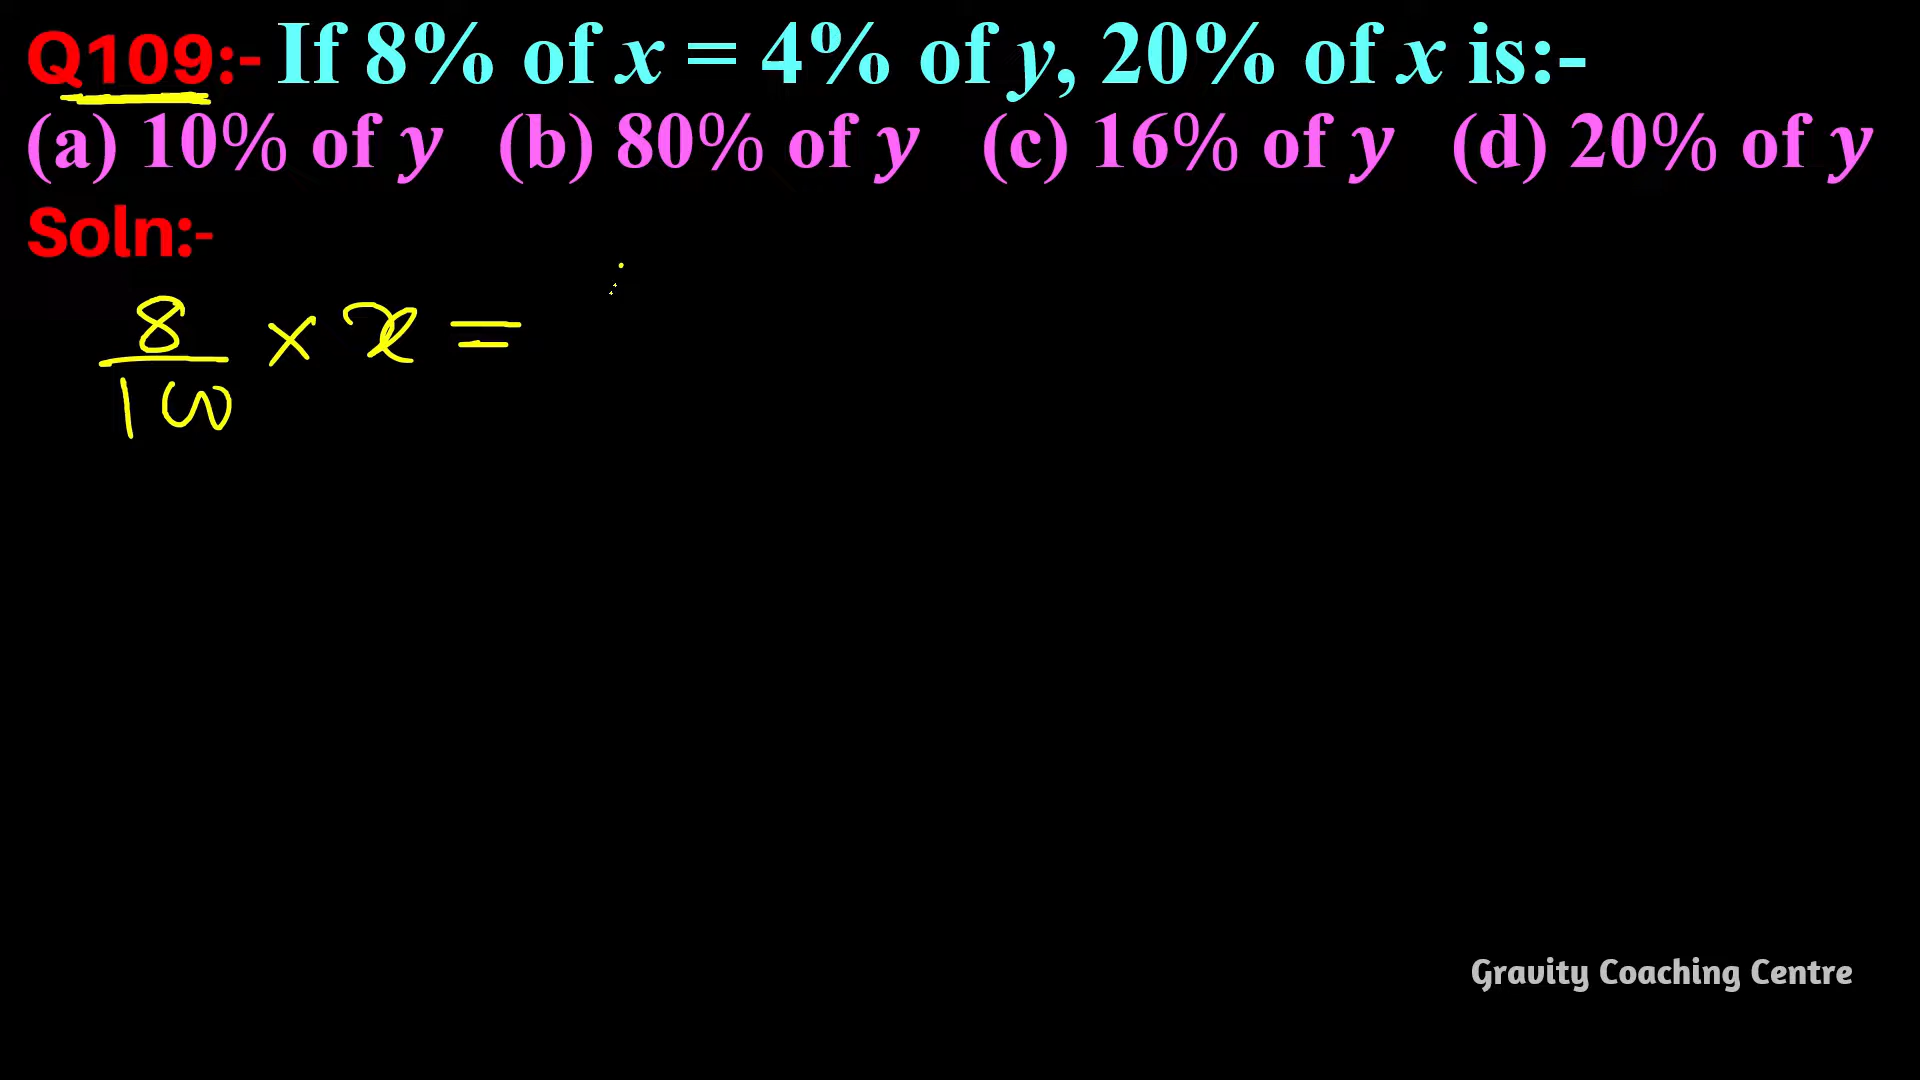 Q109:- If 8% of x = 4% of y, 20% of x is:-
(a) 10% of y (b) 80% of y (c) 16% of y (d) 20% of y
Soln:-
8/100 × x =
Gravity Coaching Centre